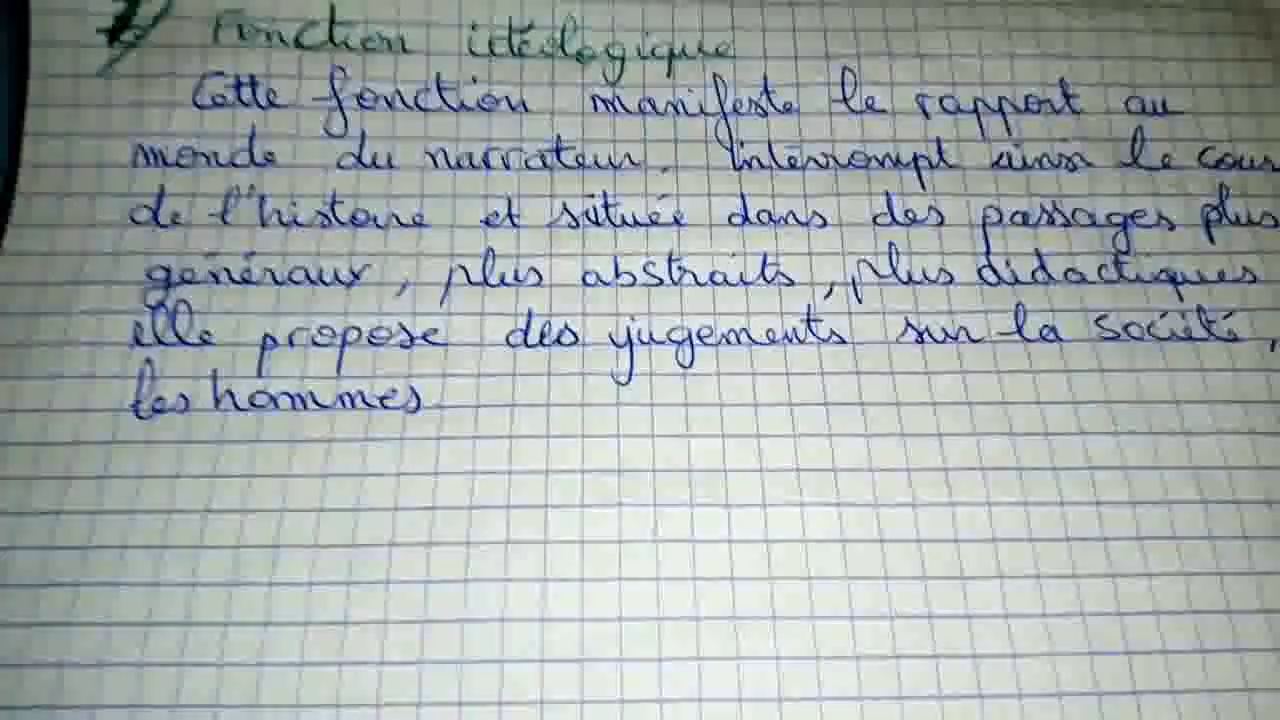 Fonction idéologique
Cette fonction manifeste le rapport au
monde du narrateur. Interrompt ainsi le cour
de l'histoire et située dans des passages plus
généraux, plus abstraits, plus didactiques
elle propose des jugements sur la société,
les hommes